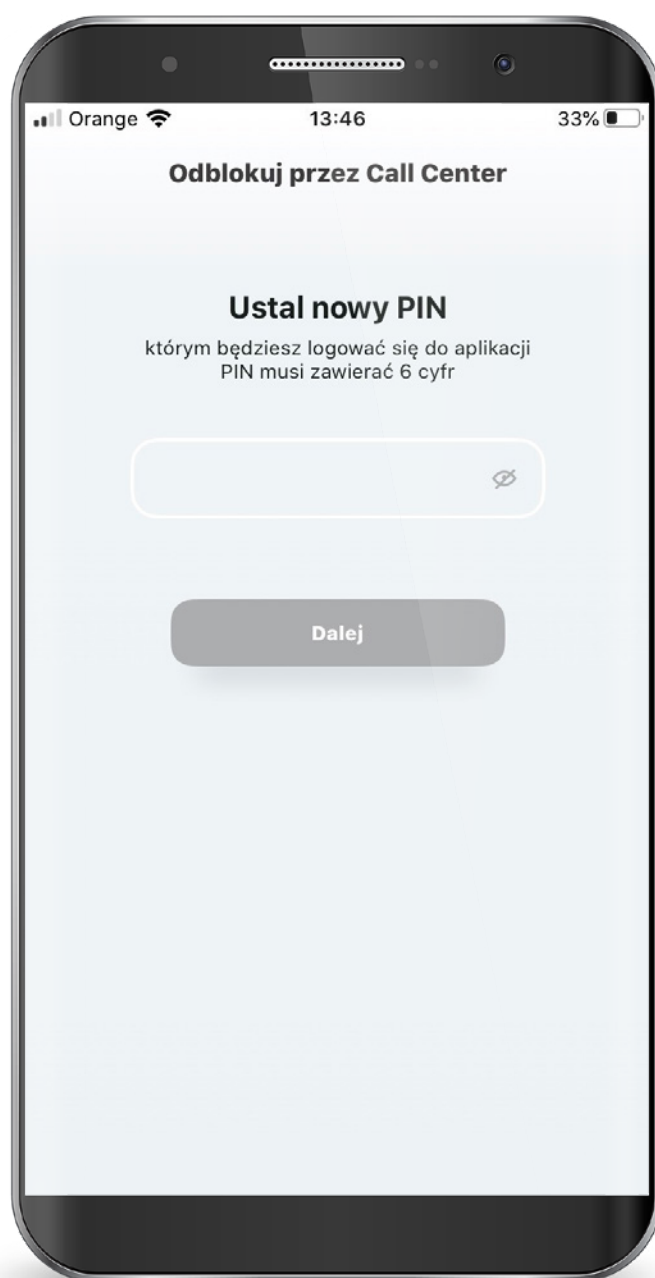 Orange 13:46 33%
Odblokuj przez Call Center
Ustal nowy PIN
którym będziesz logować się do aplikacji
PIN musi zawierać 6 cyfr
Dalej